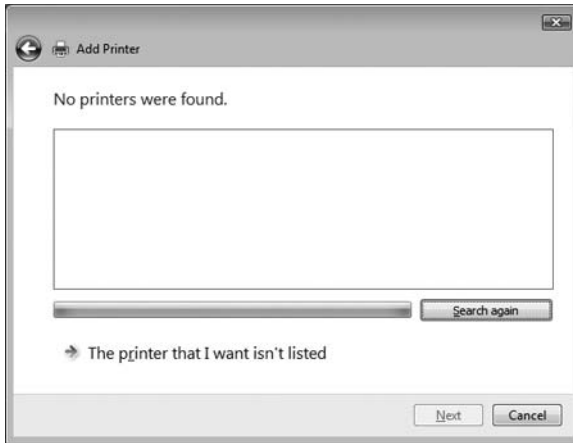 Add Printer
No printers were found.
Search again
The printer that I want isn't listed
Next
Cancel